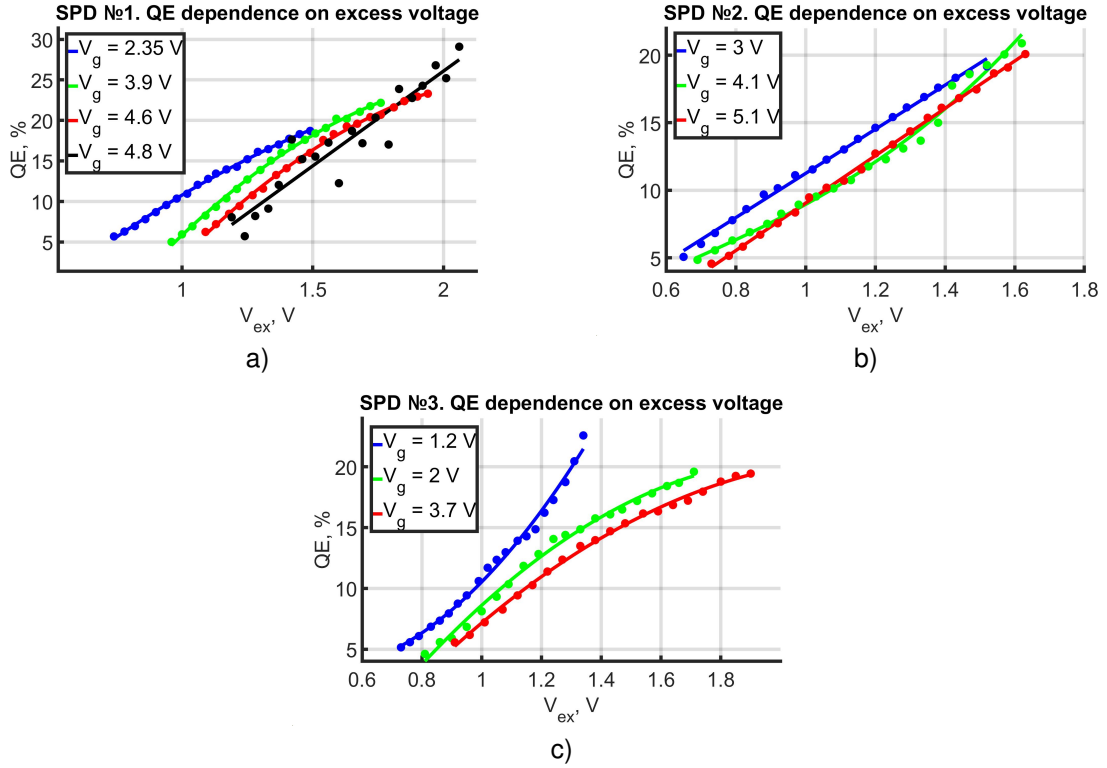 SPD №1. QE dependence on excess voltage
V_g = 2.35 V
V_g = 3.9 V
V_g = 4.6 V
V_g = 4.8 V
QE, %
30
25
20
15
10
5
1
1.5
2
V_ex, V
a)
SPD №2. QE dependence on excess voltage
V_g = 3 V
V_g = 4.1 V
V_g = 5.1 V
QE, %
20
15
10
5
0.6
0.8
1
1.2
1.4
1.6
1.8
V_ex, V
b)
SPD №3. QE dependence on excess voltage
V_g = 1.2 V
V_g = 2 V
V_g = 3.7 V
QE, %
20
15
10
5
0.6
0.8
1
1.2
1.4
1.6
1.8
V_ex, V
c)